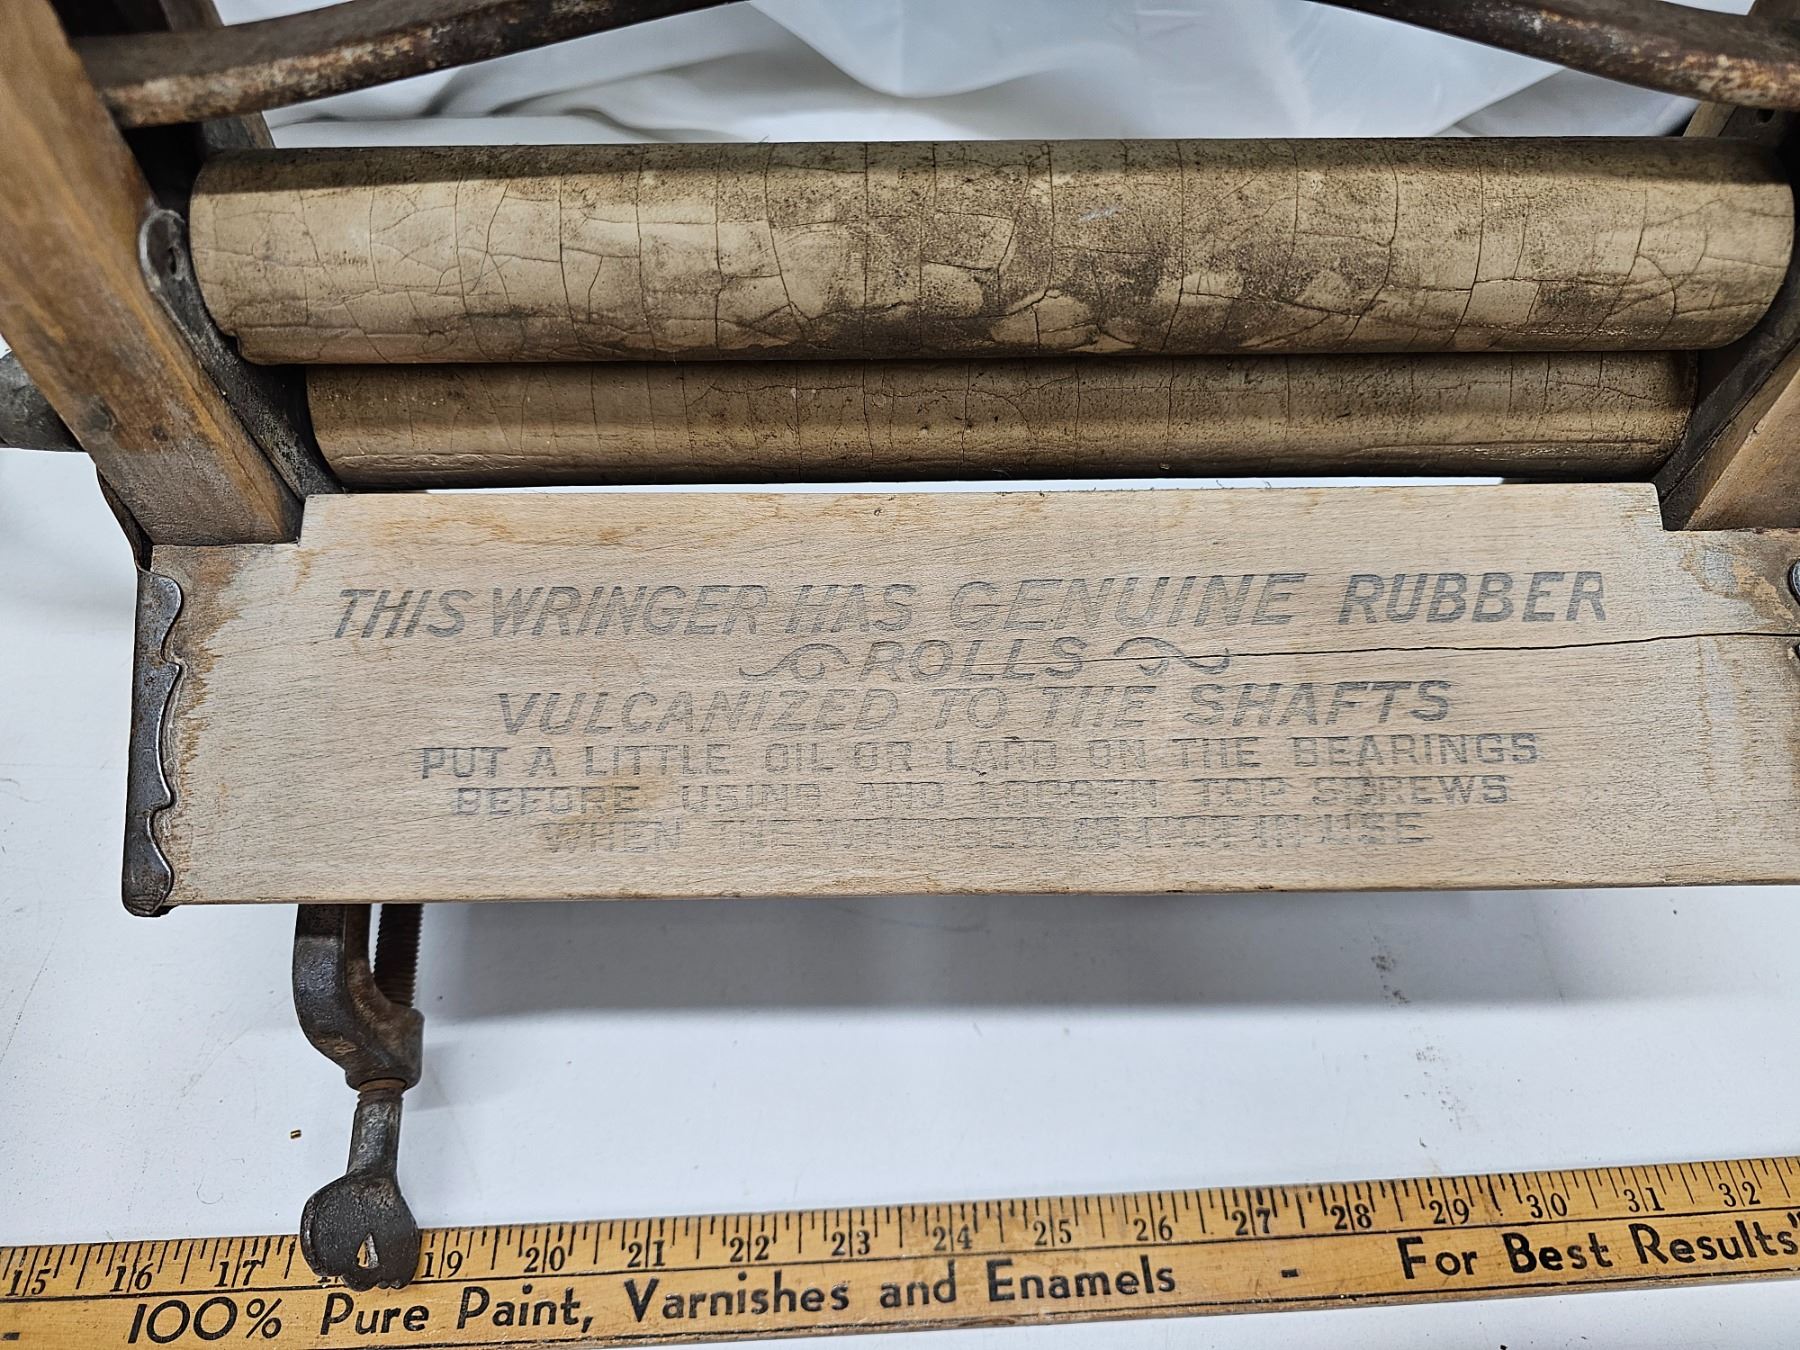 THIS WRINGER HAS GENUINE RUBBER
ROLLS
VULCANIZED TO THE SHAFTS
PUT A LITTLE OIL OR LARD ON THE BEARINGS
BEFORE USING AND LOOSEN TOP SCREWS
WHEN THE WRINGER IS NOT IN USE
15 16 17 19 20 21 22 23 24 25 26 27 28 29 30 31 32
100% Pure Paint, Varnishes and Enamels - For Best Results"